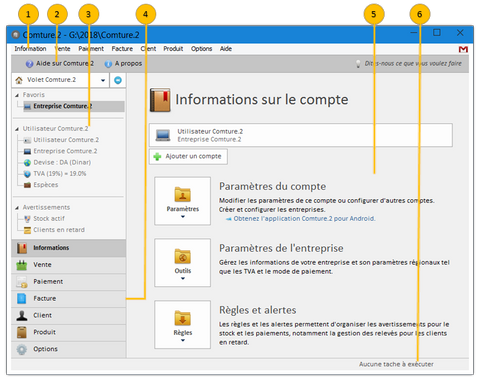 1 2 3 4 5 6
Comture.2 - G:\2018\Comture.2
Information Vente Paiement Facture Client Produit Options Aide
Aide sur Comture.2 A propos Dites-nous ce que vous voulez faire
Volet Comture.2
Favoris
Entreprise Comture.2
Utilisateur Comture.2
Utilisateur Comture.2
Entreprise Comture.2
Devise : DA (Dinar)
TVA (19%) = 19.0%
Espèces
Avertissements
Stock actif
Clients en retard
Informations
Vente
Paiement
Facture
Client
Produit
Options
Informations sur le compte
Utilisateur Comture.2
Entreprise Comture.2
Ajouter un compte
Paramètres
Paramètres du compte
Modifier les paramètres de ce compte ou configurer d'autres comptes.
Créer et configurer les entreprises.
Obtenez l'application Comture.2 pour Android.
Outils
Paramètres de l'entreprise
Gérez les informations de votre entreprise et son paramètres régionaux tel
que les TVA et le mode de paiement.
Règles
Règles et alertes
Les règles et les alertes permettent d'organiser les avertissements pour le
stock et les paiements, notamment la gestion des relevés pour les clients
en retard.
Aucune tache à exécuter